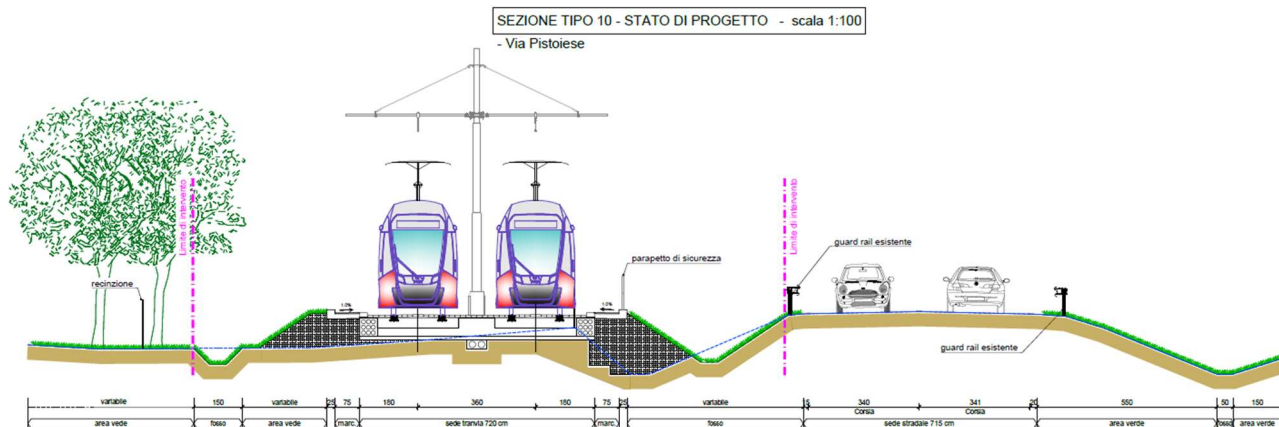 SEZIONE TIPO 10 - STATO DI PROGETTO - scala 1:100
- Via Pistoiese
Limite di intervento
Limite di intervento
guard rail esistente
parapetto di sicurezza
recinzione
1.0%
1.0%
guard rail esistente
variabile 150 variabile 25 75 180 360 180 75 25 variabile 340 341 550 50 150
Corsia Corsia
area vede fosso area vede marc. sede tranvia 720 cm marc. fosso sede stradale 715 cm area verde fosso area verde